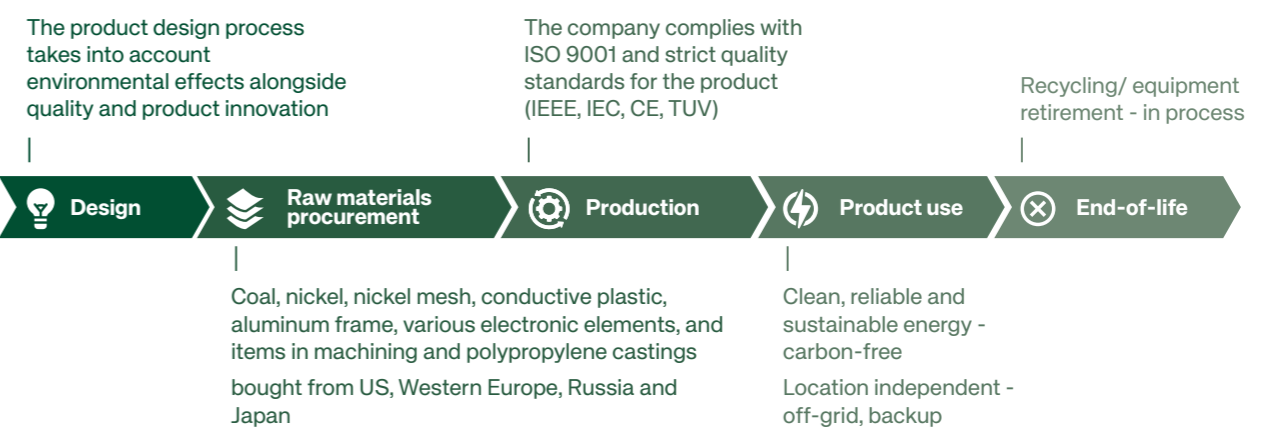 The product design process
takes into account
environmental effects alongside
quality and product innovation
The company complies with
ISO 9001 and strict quality
standards for the product
(IEEE, IEC, CE, TUV)
Recycling/ equipment
retirement - in process
Design
Raw materials
procurement
Production
Product use
End-of-life
Coal, nickel, nickel mesh, conductive plastic,
aluminum frame, various electronic elements, and
items in machining and polypropylene castings
bought from US, Western Europe, Russia and
Japan
Clean, reliable and
sustainable energy -
carbon-free
Location independent -
off-grid, backup